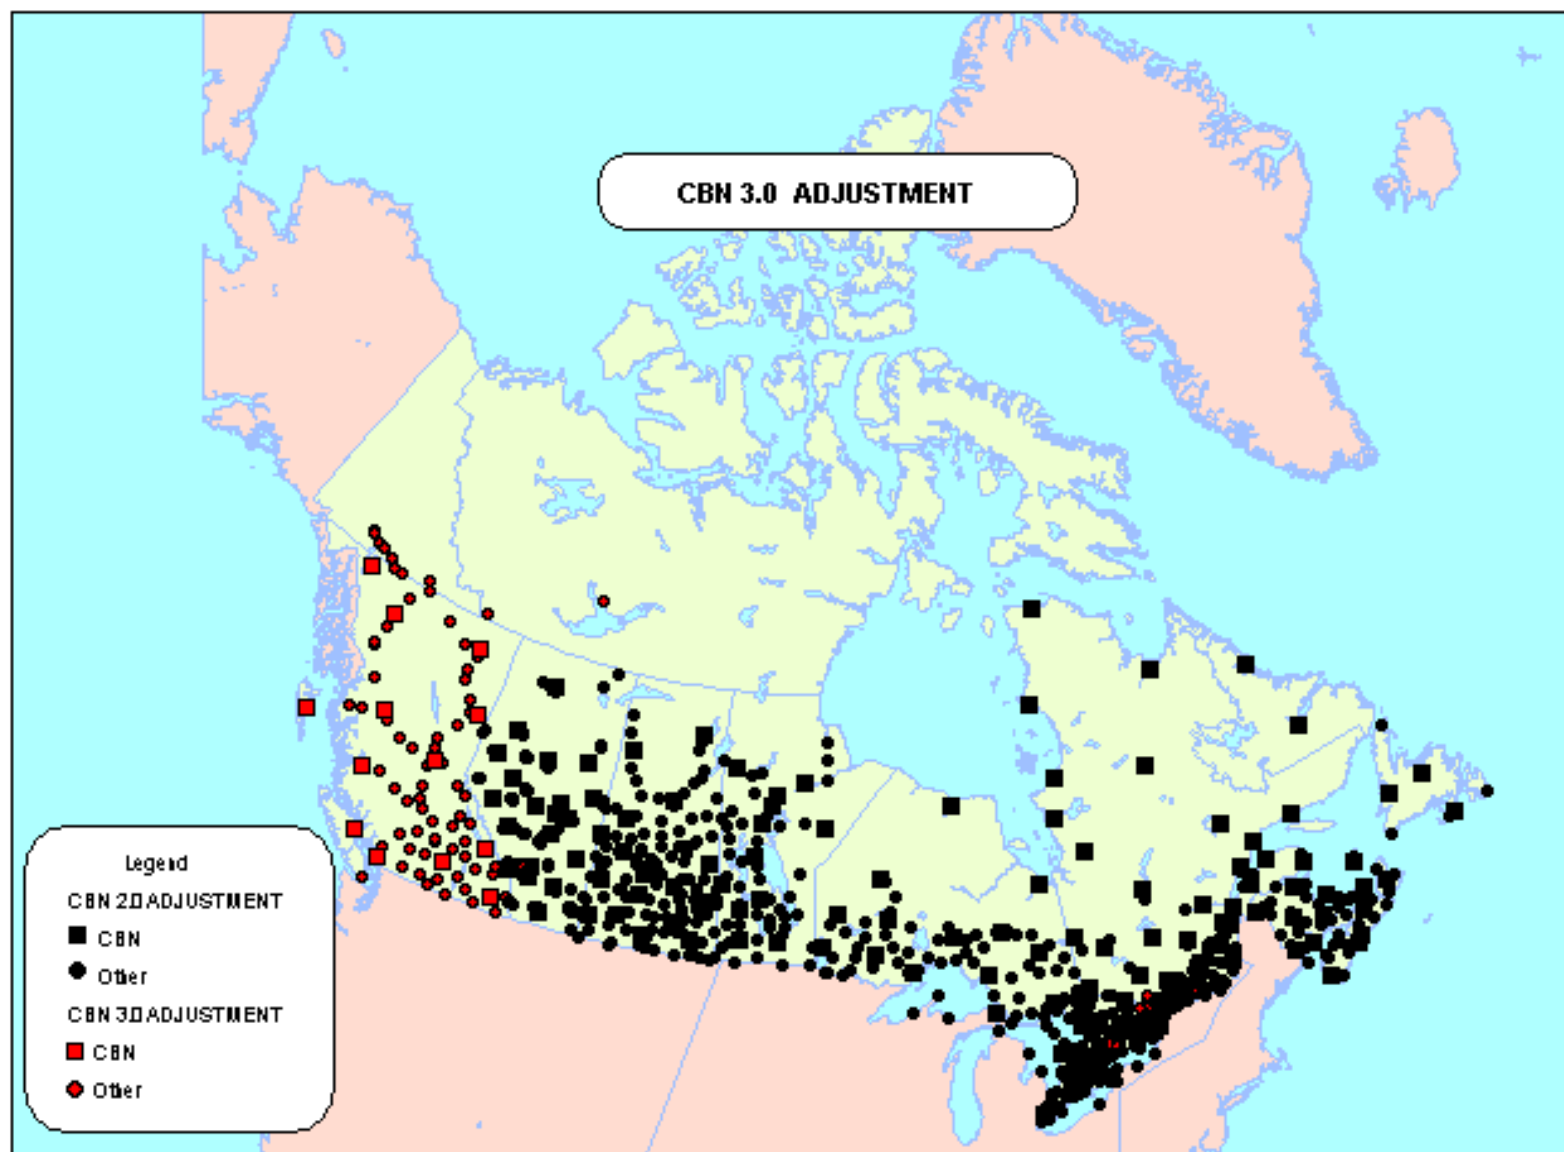 CBN 3.0 ADJUSTMENT
Legend
CBN 2.0 ADJUSTMENT
CBN
Other
CBN 3.0 ADJUSTMENT
CBN
Other